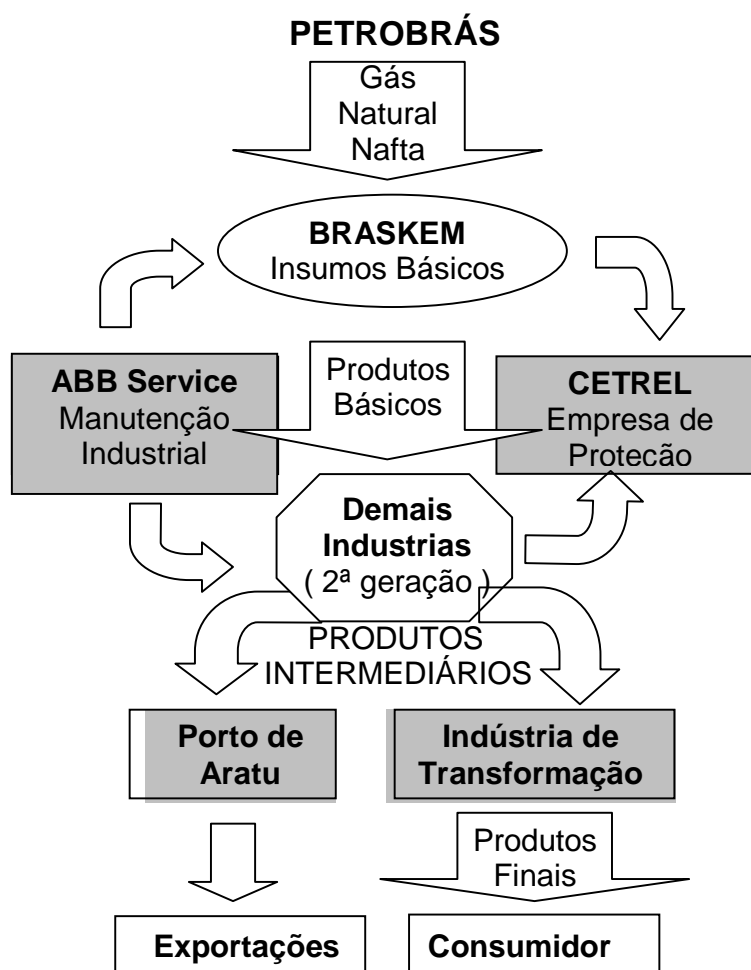 PETROBRÁS
Gás
Natural
Nafta
BRASKEM
Insumos Básicos
ABB Service
Manutenção
Industrial
Produtos
Básicos
CETREL
Empresa de
Proteção
Demais
Industrias
( 2ª geração )
PRODUTOS
INTERMEDIÁRIOS
Porto de
Aratu
Indústria de
Transformação
Produtos
Finais
Exportações
Consumidor